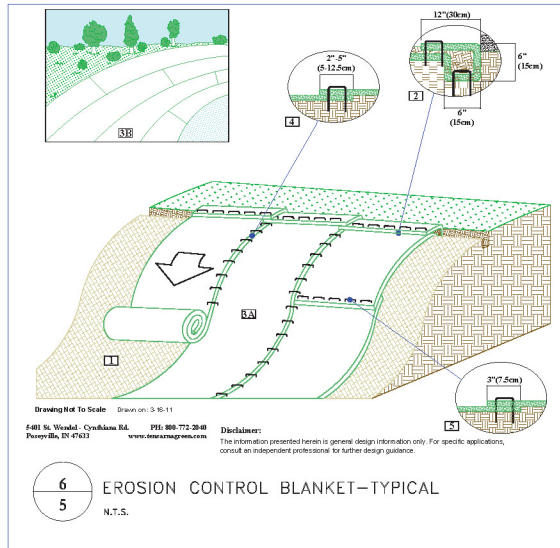 12"(30cm)
2"-5"
(5-12.5cm)
6"
(15cm)
4
2
6"
(15cm)
3B
3A
1
3"(7.5cm)
5
Drawing Not To Scale Drawn on: 3-16-11
5401 St. Wendel - Cynthiana Rd. PH: 800-772-2040
Poseyville, IN 47633 www.tensarnagreen.com
Disclaimer:
The information presented herein is general design information only. For specific applications,
consult an independent professional for further design guidance.
6
5
EROSION CONTROL BLANKET-TYPICAL
N.T.S.